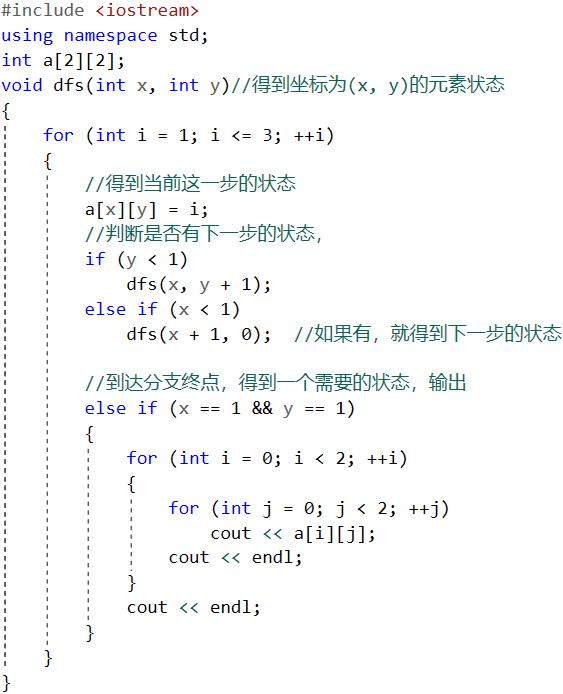 #include <iostream>
using namespace std;
int a[2][2];
void dfs(int x, int y)//得到坐标为(x, y)的元素状态
{
    for (int i = 1; i <= 3; ++i)
    {
        //得到当前这一步的状态
        a[x][y] = i;
        //判断是否有下一步的状态，
        if (y < 1)
            dfs(x, y + 1);
        else if (x < 1)
            dfs(x + 1, 0);  //如果有，就得到下一步的状态
        //到达分支终点，得到一个需要的状态，输出
        else if (x == 1 && y == 1)
        {
            for (int i = 0; i < 2; ++i)
            {
                for (int j = 0; j < 2; ++j)
                    cout << a[i][j];
                cout << endl;
            }
            cout << endl;
        }
    }
}